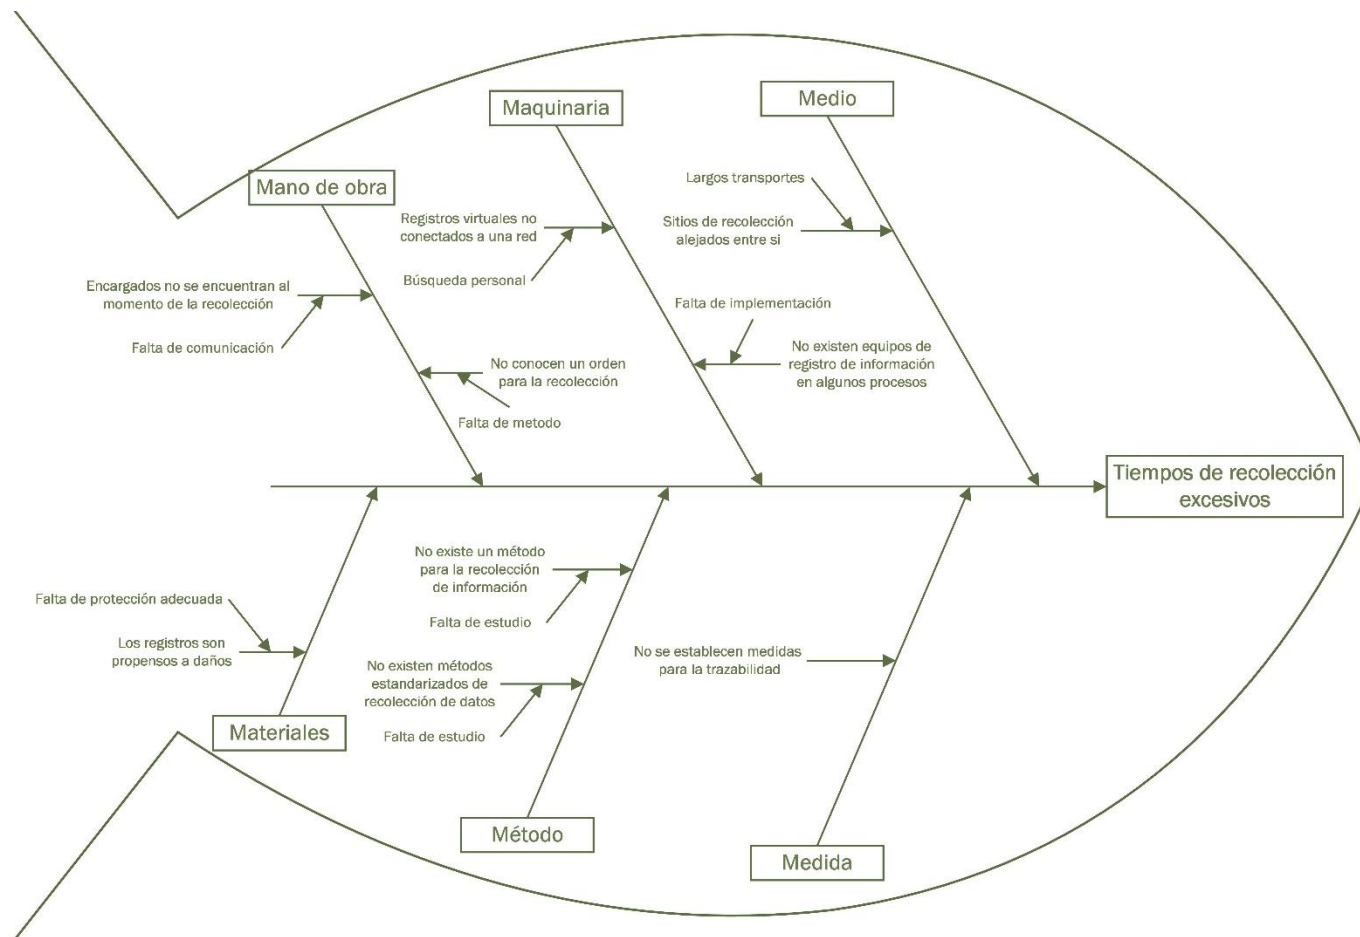 Medio
Maquinaria
Mano de obra
Largos transportes
Sitios de recolección
alejados entre si
Registros virtuales no
conectados a una red
Búsqueda personal
Encargados no se encuentran al
momento de la recolección
Falta de comunicación
Falta de implementación
No existen equipos de
registro de información
en algunos procesos
No conocen un orden
para la recolección
Falta de metodo
Tiempos de recolección
excesivos
No existe un método
para la recolección
de información
Falta de estudio
Falta de protección adecuada
Los registros son
propensos a daños
No existen métodos
estandarizados de
recolección de datos
Falta de estudio
No se establecen medidas
para la trazabilidad
Materiales
Método
Medida